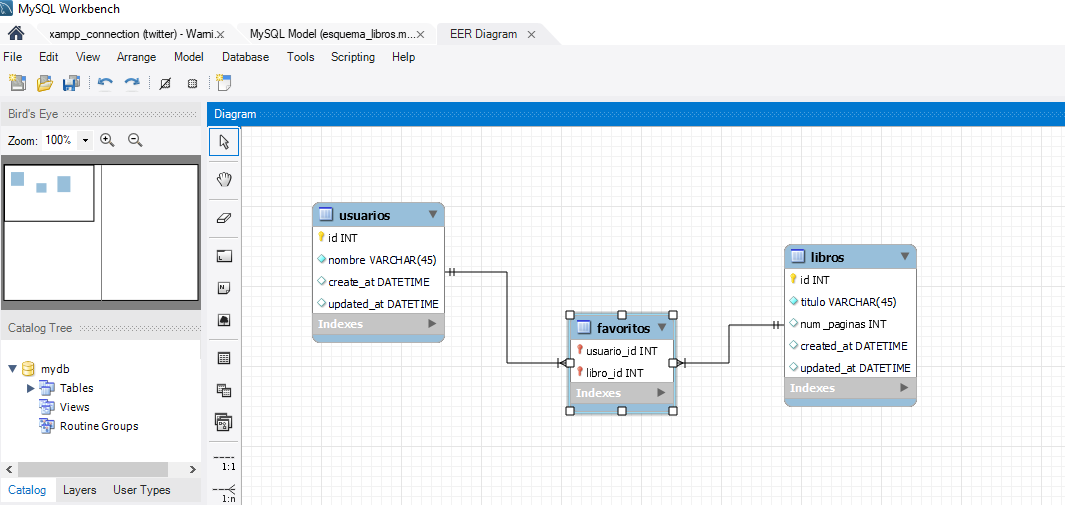 MySQL Workbench
xampp_connection (twitter) - Warni... × MySQL Model (esquema_libros.m... × EER Diagram ×
File Edit View Arrange Model Database Tools Scripting Help
Bird's Eye
Zoom: 100%
Diagram
usuarios
id INT
nombre VARCHAR(45)
create_at DATETIME
updated_at DATETIME
Indexes
favoritos
usuario_id INT
libro_id INT
Indexes
libros
id INT
titulo VARCHAR(45)
num_paginas INT
created_at DATETIME
updated_at DATETIME
Indexes
Catalog Tree
mydb
Tables
Views
Routine Groups
Catalog Layers User Types
1:1
1:n